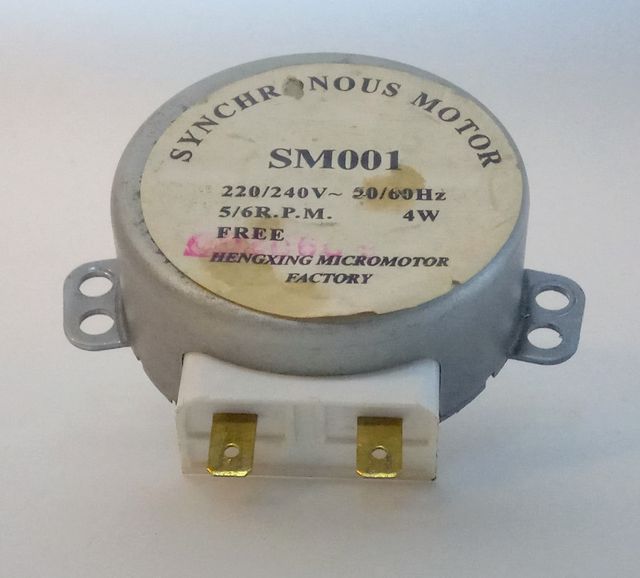 SYNCHRONOUS MOTOR
SM001
220/240V~ 50/60Hz
5/6R.P.M. 4W
FREE
HENGXING MICROMOTOR
FACTORY